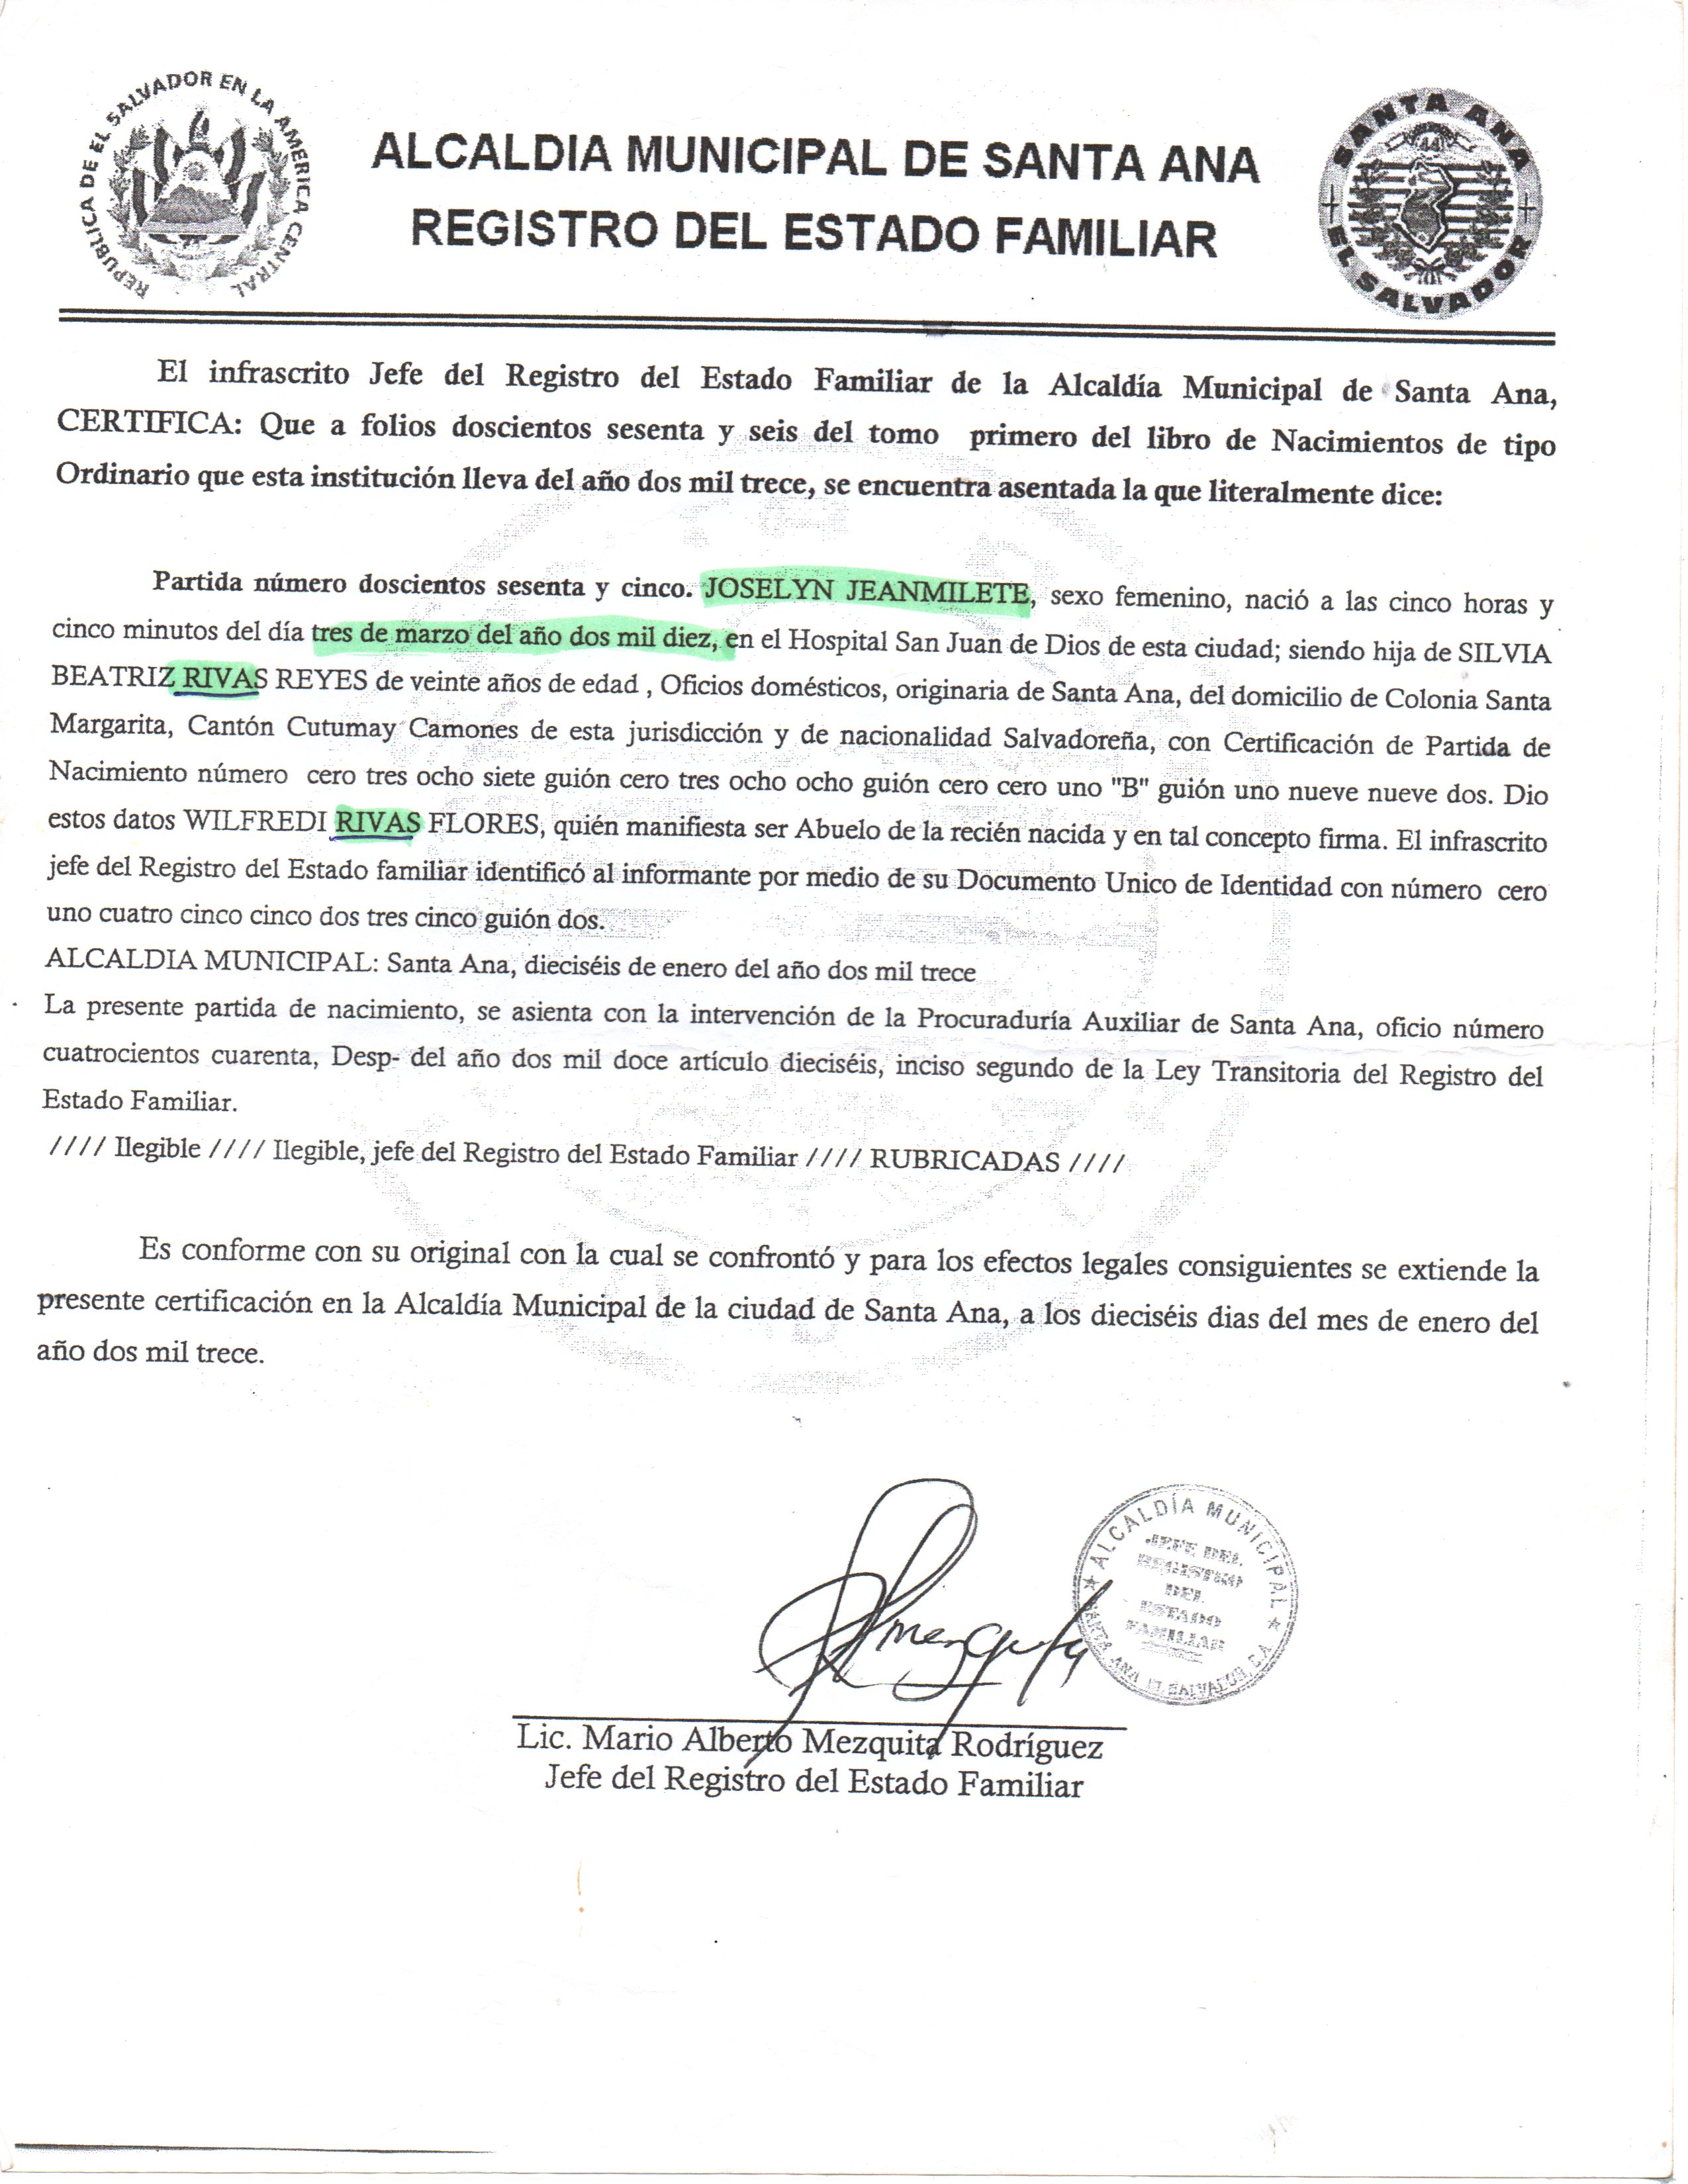 REPUBLICA DE EL SALVADOR EN LA AMERICA CENTRAL
ALCALDIA MUNICIPAL DE SANTA ANA
REGISTRO DEL ESTADO FAMILIAR
SANTA ANA
EL SALVADOR
El infrascrito Jefe del Registro del Estado Familiar de la Alcaldía Municipal de Santa Ana,
CERTIFICA: Que a folios doscientos sesenta y seis del tomo primero del libro de Nacimientos de tipo
Ordinario que esta institución lleva del año dos mil trece, se encuentra asentada la que literalmente dice:
Partida número doscientos sesenta y cinco. JOSELYN JEANMILETE, sexo femenino, nació a las cinco horas y
cinco minutos del día tres de marzo del año dos mil diez, en el Hospital San Juan de Dios de esta ciudad; siendo hija de SILVIA
BEATRIZ RIVAS REYES de veinte años de edad , Oficios domésticos, originaria de Santa Ana, del domicilio de Colonia Santa
Margarita, Cantón Cutumay Camones de esta jurisdicción y de nacionalidad Salvadoreña, con Certificación de Partida de
Nacimiento número cero tres ocho siete guión cero tres ocho ocho guión cero cero uno "B" guión uno nueve nueve dos. Dio
estos datos WILFREDI RIVAS FLORES, quién manifiesta ser Abuelo de la recién nacida y en tal concepto firma. El infrascrito
jefe del Registro del Estado familiar identificó al informante por medio de su Documento Unico de Identidad con número cero
uno cuatro cinco cinco dos tres cinco guión dos.
ALCALDIA MUNICIPAL: Santa Ana, dieciséis de enero del año dos mil trece
La presente partida de nacimiento, se asienta con la intervención de la Procuraduría Auxiliar de Santa Ana, oficio número
cuatrocientos cuarenta, Desp- del año dos mil doce artículo dieciséis, inciso segundo de la Ley Transitoria del Registro del
Estado Familiar.
//// Ilegible //// Ilegible, jefe del Registro del Estado Familiar //// RUBRICADAS ////
Es conforme con su original con la cual se confrontó y para los efectos legales consiguientes se extiende la
presente certificación en la Alcaldía Municipal de la ciudad de Santa Ana, a los dieciséis dias del mes de enero del
año dos mil trece.
ALCALDÍA MUNICIPAL
JEFE DEL
REGISTRO
DEL
ESTADO
FAMILIAR
SANTA ANA EL SALVADOR, C.A.
Lic. Mario Alberto Mezquita Rodríguez
Jefe del Registro del Estado Familiar